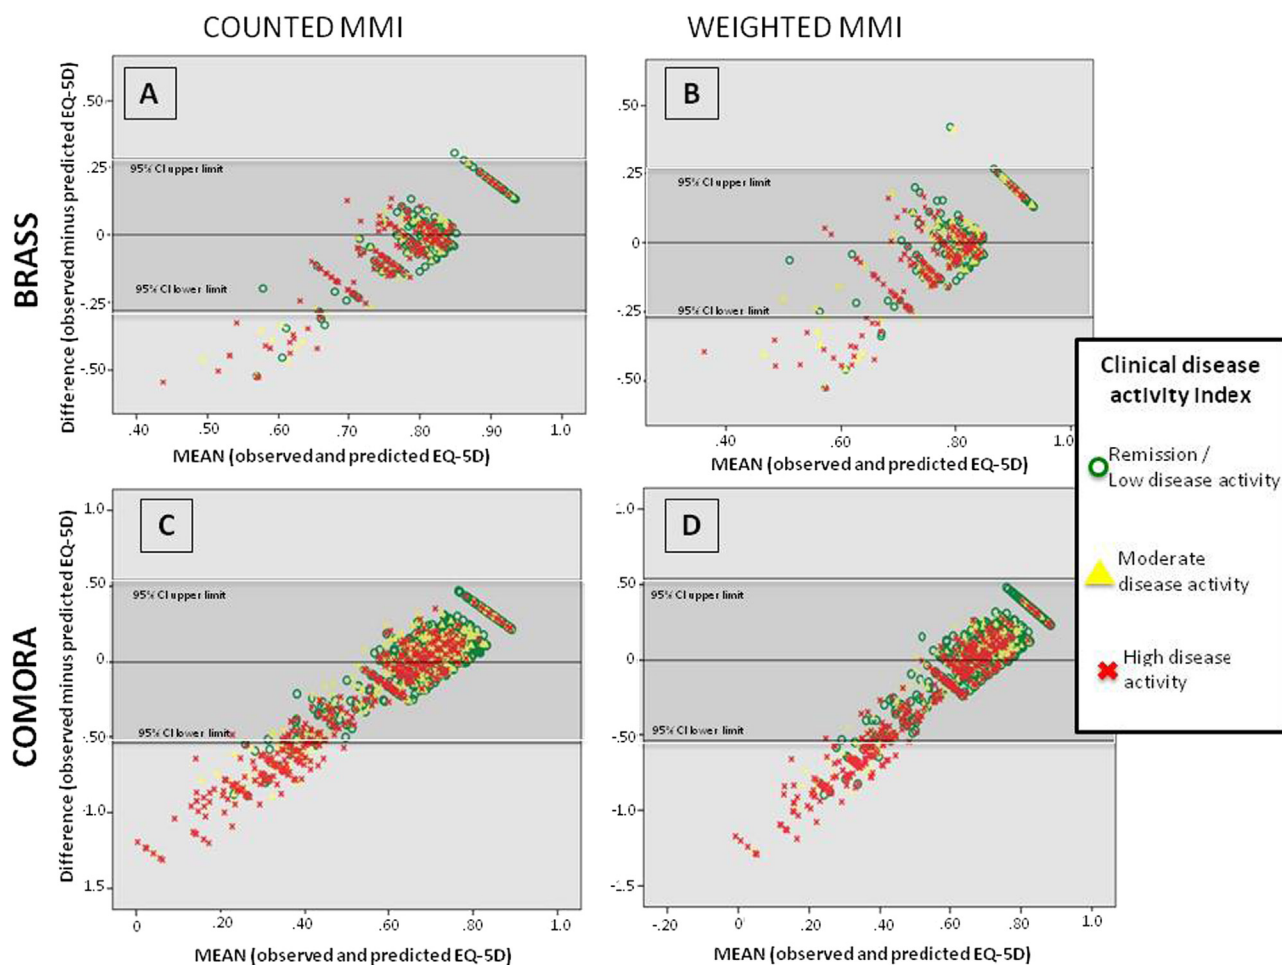 COUNTED MMI
WEIGHTED MMI
BRASS
Difference (observed minus predicted EQ-5D)
A
.50
.25
0
-.25
-.50
95% CI upper limit
95% CI lower limit
.40 .50 .60 .70 .80 .90 1.0
MEAN (observed and predicted EQ-5D)
B
.50
.25
0
-.25
-.50
95% CI upper limit
95% CI lower limit
.40 .60 .80 1.0
MEAN (observed and predicted EQ-5D)
Clinical disease
activity index
Remission /
Low disease activity
Moderate
disease activity
High disease
activity
COMORA
Difference (observed minus predicted EQ-5D)
C
1.0
.50
0
-.50
-1.0
1.5
95% CI upper limit
95% CI lower limit
0 .20 .40 .60 .80 1.0
MEAN (observed and predicted EQ-5D)
D
1.0
.50
0
-.50
-1.0
-1.5
95% CI upper limit
95% CI lower limit
-.20 0 .20 .40 .60 .80 1.0
MEAN (observed and predicted EQ-5D)